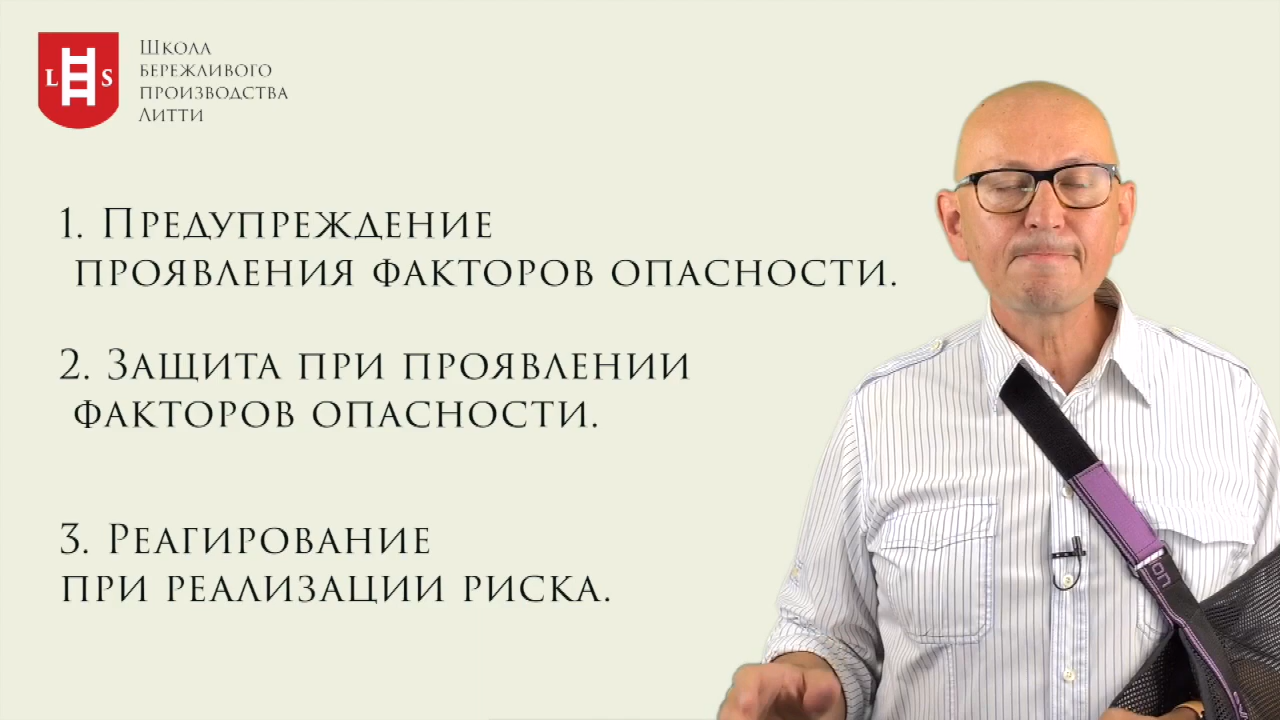 L S
Школа
бережливого
производства
Литти
1. Предупреждение
проявления факторов опасности.
2. Защита при проявлении
факторов опасности.
3. Реагирование
при реализации риска.